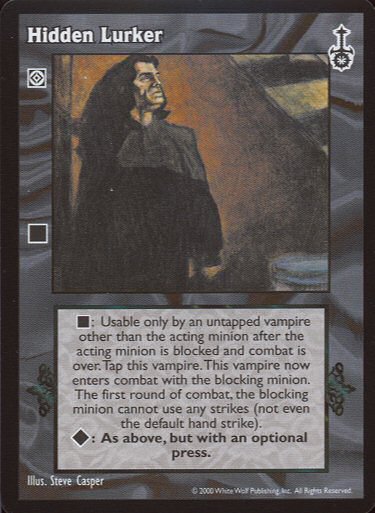 Hidden Lurker
: Usable only by an untapped vampire
other than the acting minion after the
acting minion is blocked and combat is
over. Tap this vampire. This vampire now
enters combat with the blocking minion.
The first round of combat, the blocking
minion cannot use any strikes (not even
the default hand strike).
: As above, but with an optional
press.
Illus. Steve Casper
© 2000 White Wolf Publishing, Inc. All Rights Reserved.